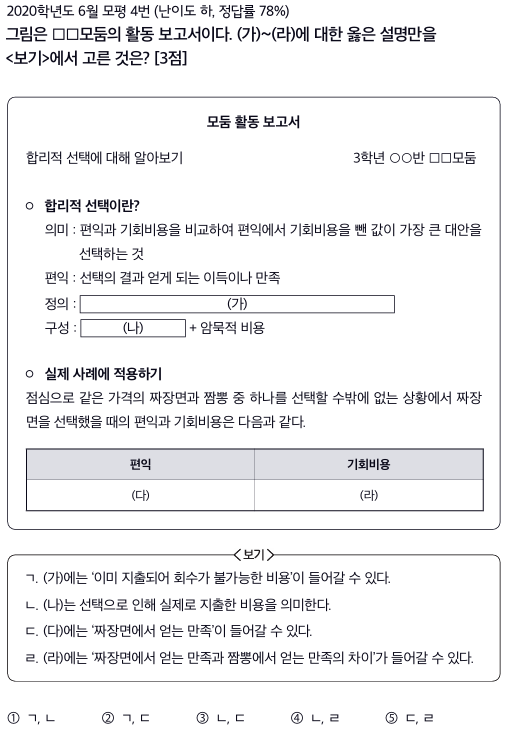 2020학년도 6월 모평 4번 (난이도 하, 정답률 78%)
그림은 □□모둠의 활동 보고서이다. (가)~(라)에 대한 옳은 설명만을
<보기>에서 고른 것은? [3점]
모둠 활동 보고서
합리적 선택에 대해 알아보기 3학년 ○○반 □□모둠
○ 합리적 선택이란?
의미 : 편익과 기회비용을 비교하여 편익에서 기회비용을 뺀 값이 가장 큰 대안을
선택하는 것
편익 : 선택의 결과 얻게 되는 이득이나 만족
정의 : (가)
구성 : (나) + 암묵적 비용
○ 실제 사례에 적용하기
점심으로 같은 가격의 짜장면과 짬뽕 중 하나를 선택할 수밖에 없는 상황에서 짜장
면을 선택했을 때의 편익과 기회비용은 다음과 같다.
편익 기회비용
(다) (라)
<보기>
ㄱ. (가)에는 '이미 지출되어 회수가 불가능한 비용'이 들어갈 수 있다.
ㄴ. (나)는 선택으로 인해 실제로 지출한 비용을 의미한다.
ㄷ. (다)에는 '짜장면에서 얻는 만족'이 들어갈 수 있다.
ㄹ. (라)에는 '짜장면에서 얻는 만족과 짬뽕에서 얻는 만족의 차이'가 들어갈 수 있다.
① ㄱ, ㄴ ② ㄱ, ㄷ ③ ㄴ, ㄷ ④ ㄴ, ㄹ ⑤ ㄷ, ㄹ